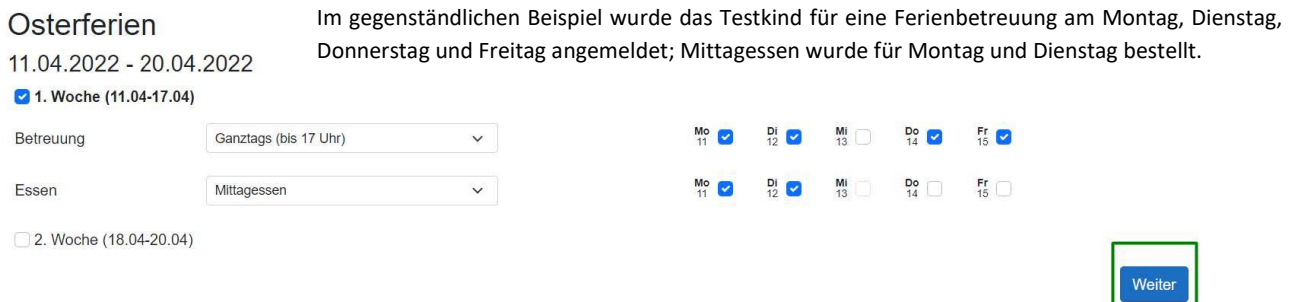 Osterferien
Im gegenständlichen Beispiel wurde das Testkind für eine Ferienbetreuung am Montag, Dienstag,
Donnerstag und Freitag angemeldet; Mittagessen wurde für Montag und Dienstag bestellt.
11.04.2022 - 20.04.2022
1. Woche (11.04-17.04)
Betreuung Ganztags (bis 17 Uhr) Mo 11 Di 12 Mi 13 Do 14 Fr 15
Essen Mittagessen Mo 11 Di 12 Mi 13 Do 14 Fr 15
2. Woche (18.04-20.04)
Weiter